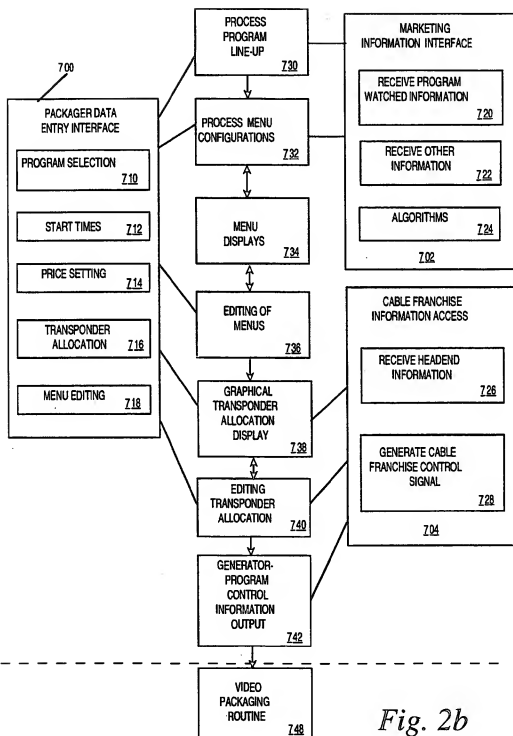 700
PACKAGER DATA
ENTRY INTERFACE
PROGRAM SELECTION
710
START TIMES
712
PRICE SETTING
714
TRANSPONDER
ALLOCATION
716
MENU EDITING
718
PROCESS
PROGRAM
LINE-UP
730
PROCESS MENU
CONFIGURATIONS
732
MENU
DISPLAYS
734
EDITING OF
MENUS
736
GRAPHICAL
TRANSPONDER
ALLOCATION
DISPLAY
738
EDITING
TRANSPONDER
ALLOCATION
740
GENERATOR-
PROGRAM
CONTROL
INFORMATION
OUTPUT
742
VIDEO
PACKAGING
ROUTINE
748
MARKETING
INFORMATION INTERFACE
RECEIVE PROGRAM
WATCHED INFORMATION
720
RECEIVE OTHER
INFORMATION
722
ALGORITHMS
724
702
CABLE FRANCHISE
INFORMATION ACCESS
RECEIVE HEADEND
INFORMATION
726
GENERATE CABLE
FRANCHISE CONTROL
SIGNAL
728
704
Fig. 2b